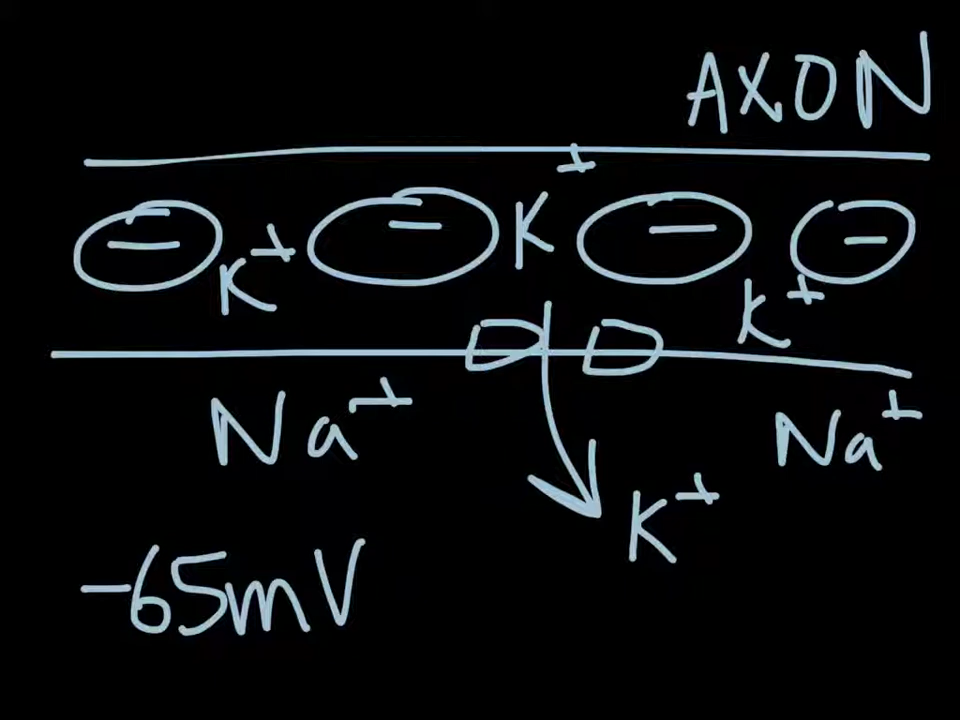 AXON
− − − −
K+ K+ K+
Na+ Na+
K+
-65mV